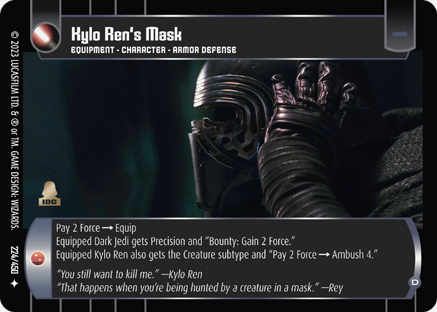 Kylo Ren's Mask
EQUIPMENT - CHARACTER - ARMOR DEFENSE
IDC
Pay 2 Force → Equip
Equipped Dark Jedi gets Precision and "Bounty: Gain 2 Force."
Equipped Kylo Ren also gets the Creature subtype and "Pay 2 Force → Ambush 4."
"You still want to kill me." —Kylo Ren
"That happens when you're being hunted by a creature in a mask." —Rey
D
© 2023 LUCASFILM LTD. & ® or TM. GAME DESIGN: WIZARDS.